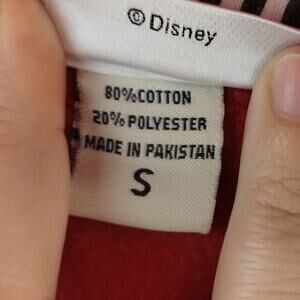 ©Disney
80%COTTON
20%POLYESTER
MADE IN PAKISTAN
S